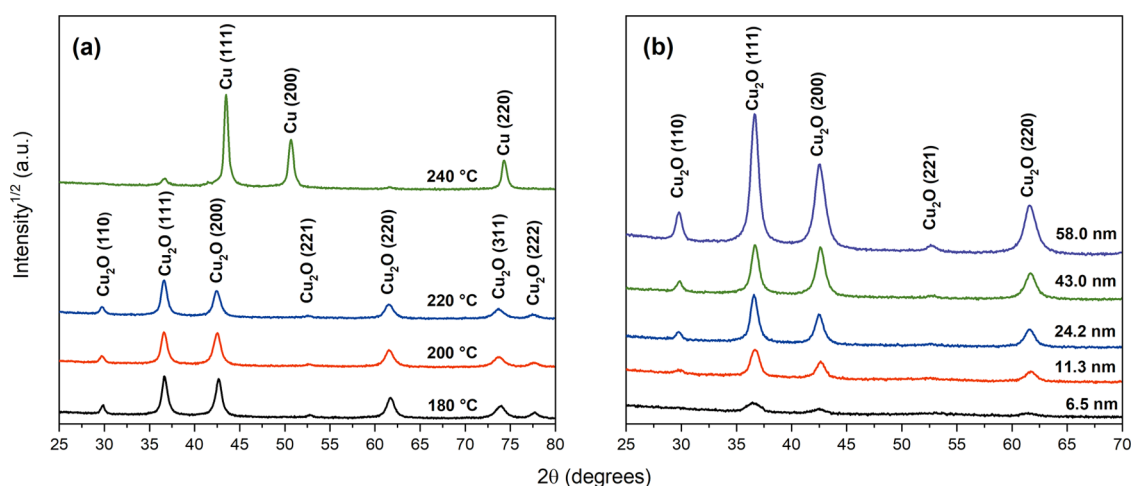 (a)
Cu (111)
Cu (200)
Cu (220)
240 °C
Cu₂O (110)
Cu₂O (111)
Cu₂O (200)
Cu₂O (221)
Cu₂O (220)
Cu₂O (311)
Cu₂O (222)
220 °C
200 °C
180 °C
25 30 35 40 45 50 55 60 65 70 75 80
Intensity¹ᐟ² (a.u.)
(b)
Cu₂O (110)
Cu₂O (111)
Cu₂O (200)
Cu₂O (221)
Cu₂O (220)
58.0 nm
43.0 nm
24.2 nm
11.3 nm
6.5 nm
25 30 35 40 45 50 55 60 65 70
2θ (degrees)